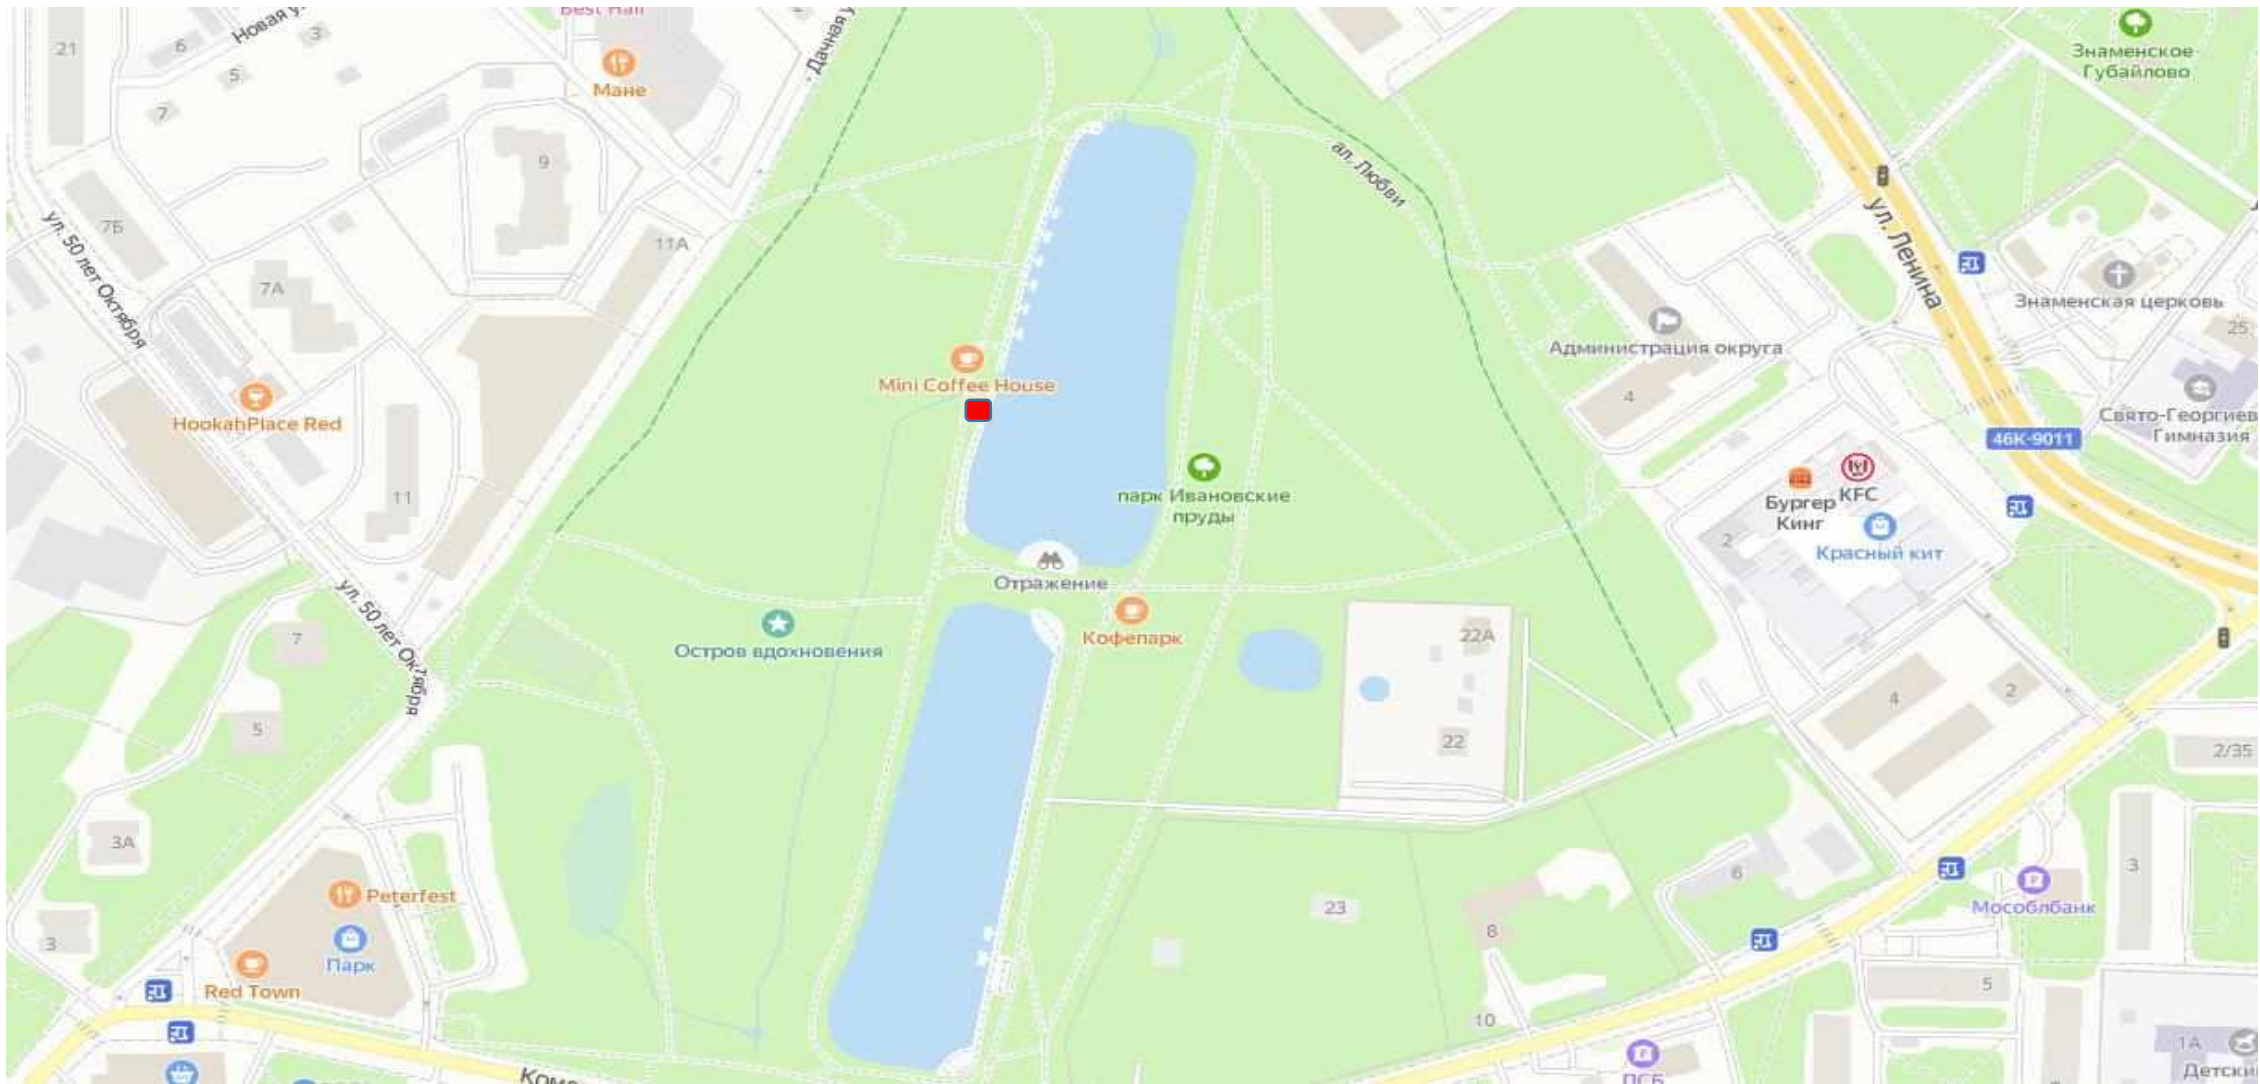 Best Hall
Новая у
21
6
3
5
7
Мане
Дачная у
Знаменское-
Губайлово
9
ал. Любви
7Б
11А
ул. 50 лет Октября
7А
ул. Ленина
Знаменская церковь
25
Администрация округа
4
Mini Coffee House
HookahPlace Red
46К-9011
Свято-Георгиев
Гимназия
11
парк Ивановские
пруды
Бургер
Кинг
KFC
2
Красный кит
Отражение
ул. 50 лет Октября
7
Остров вдохновения
Кофепарк
22А
5
22
4
2
2/35
3А
6
3
Мособлбанк
Peterfest
23
8
3
Парк
Red Town
5
10
1А
Детский
ПСБ
Ком